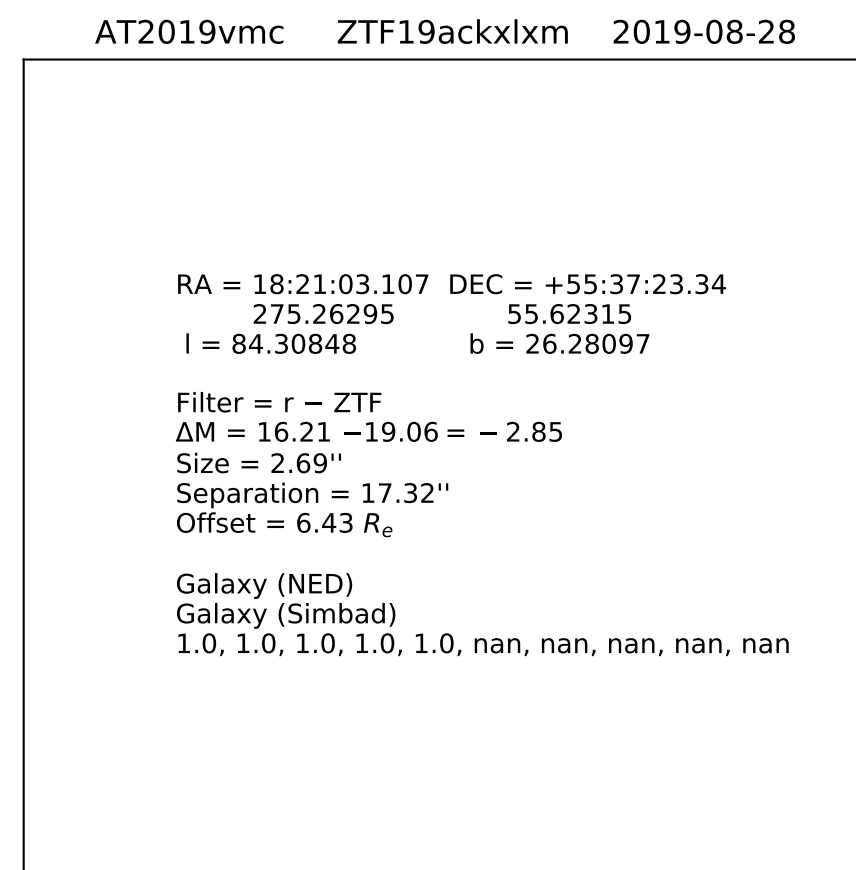 AT2019vmc ZTF19ackxlxm 2019-08-28
RA = 18:21:03.107 DEC = +55:37:23.34
275.26295 55.62315
l = 84.30848 b = 26.28097
Filter = r − ZTF
ΔM = 16.21 −19.06 = − 2.85
Size = 2.69''
Separation = 17.32''
Offset = 6.43 Re
Galaxy (NED)
Galaxy (Simbad)
1.0, 1.0, 1.0, 1.0, 1.0, nan, nan, nan, nan, nan